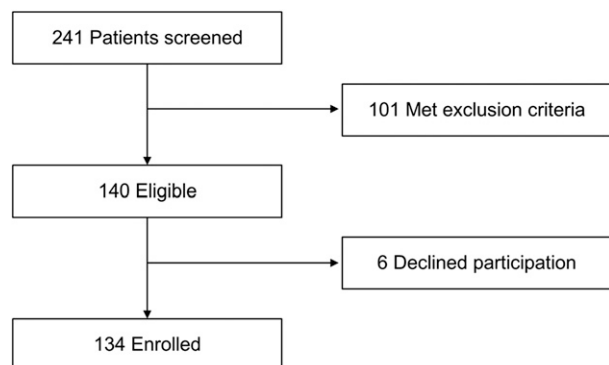 241 Patients screened
101 Met exclusion criteria
140 Eligible
6 Declined participation
134 Enrolled